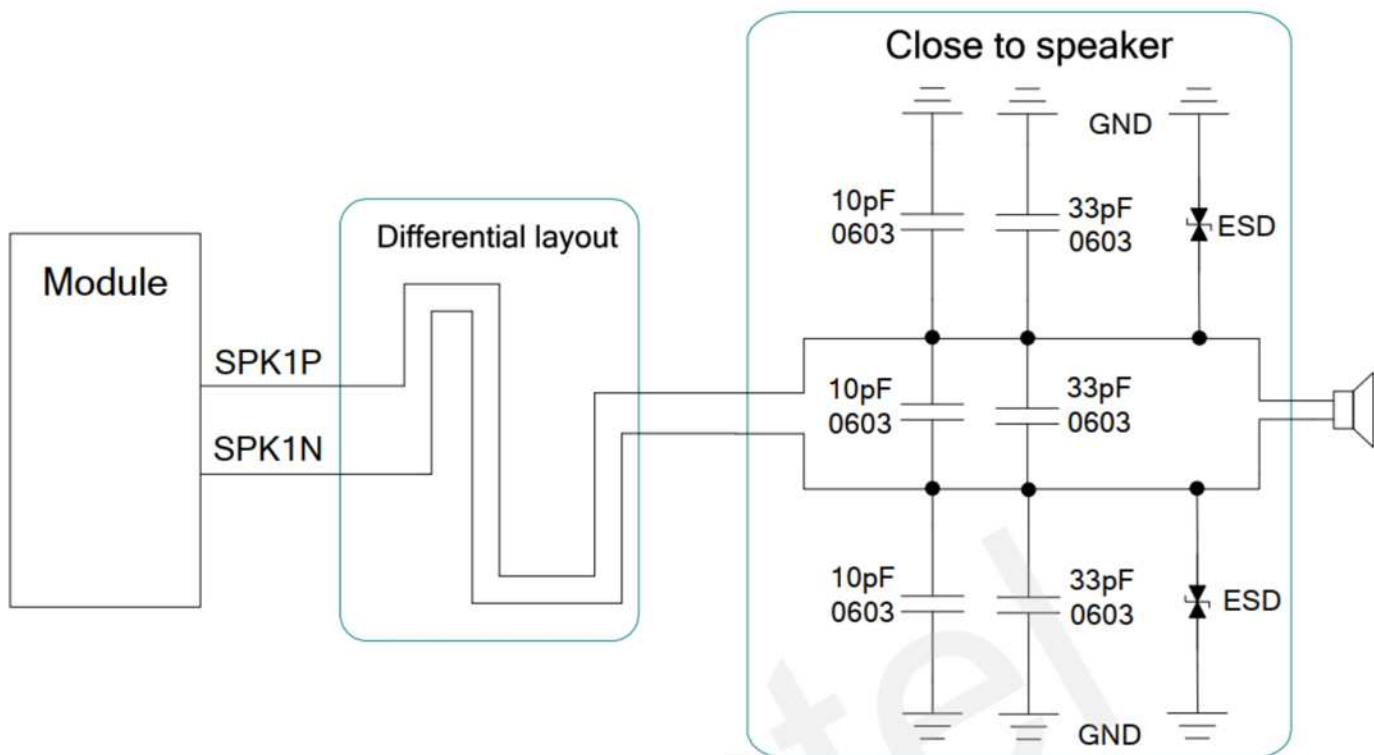 Close to speaker
GND
10pF
0603
33pF
0603
ESD
Differential layout
Module
SPK1P
SPK1N
10pF
0603
33pF
0603
10pF
0603
33pF
0603
ESD
GND